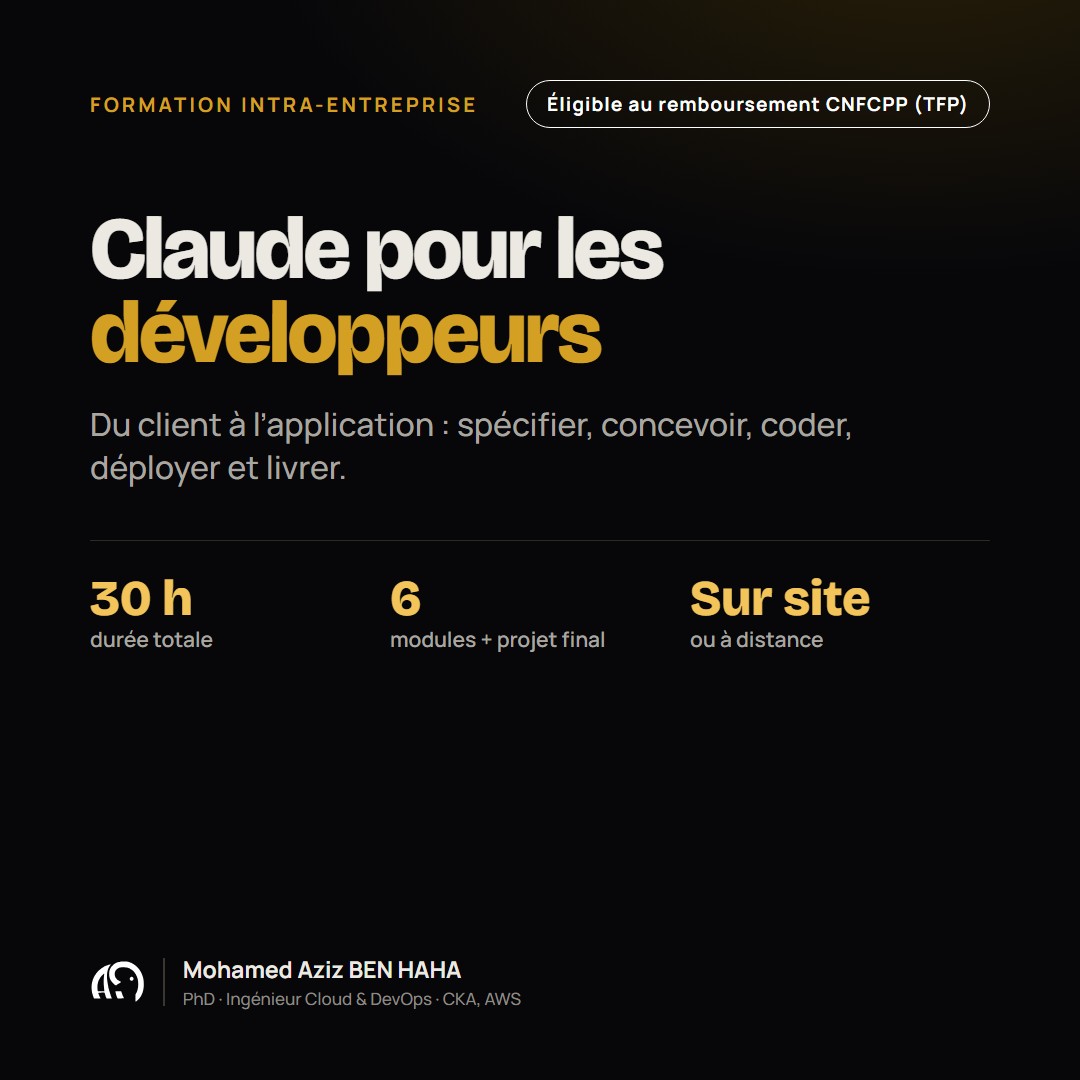 FORMATION INTRA-ENTREPRISE
Éligible au remboursement CNFCPP (TFP)
Claude pour les
développeurs
Du client à l’application : spécifier, concevoir, coder,
déployer et livrer.
30 h
durée totale
6
modules + projet final
Sur site
ou à distance
Mohamed Aziz BEN HAHA
PhD · Ingénieur Cloud & DevOps · CKA, AWS